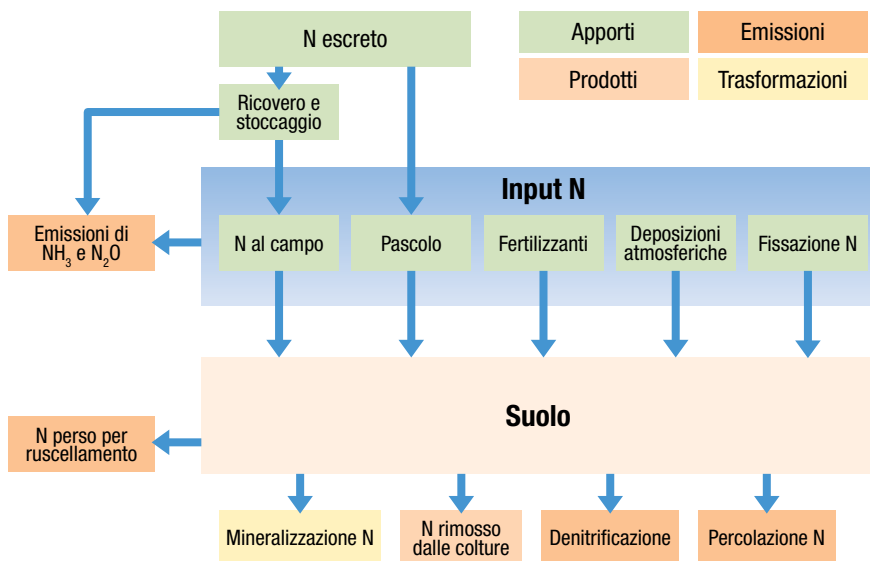 N escreto
Apporti
Emissioni
Prodotti
Trasformazioni
Ricovero e
stoccaggio
Input N
Emissioni di
NH₃ e N₂O
N al campo
Pascolo
Fertilizzanti
Deposizioni
atmosferiche
Fissazione N
Suolo
N perso per
ruscellamento
Mineralizzazione N
N rimosso
dalle colture
Denitrificazione
Percolazione N